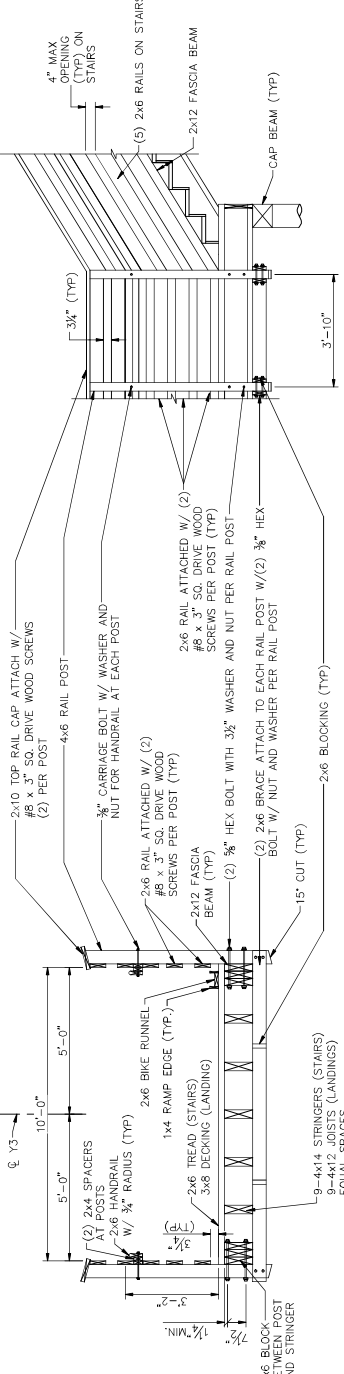 4" MAX
OPENING
(TYP) ON
STAIRS
(5) 2x6 RAILS ON STAIRS
2x12 FASCIA BEAM
CAP BEAM (TYP)
3¼" (TYP)
3'-10"
2x10 TOP RAIL CAP ATTACH W/
#8 x 3" SQ. DRIVE WOOD SCREWS
(2) PER POST
4x6 RAIL POST
⅜" CARRIAGE BOLT W/ WASHER AND
NUT FOR HANDRAIL AT EACH POST
2x6 RAIL ATTACHED W/ (2)
#8 x 3" SQ. DRIVE WOOD
SCREWS PER POST (TYP)
2x6 RAIL ATTACHED W/ (2)
#8 x 3" SQ. DRIVE WOOD
SCREWS PER POST (TYP)
2x12 FASCIA
BEAM (TYP)
(2) ⅝" HEX BOLT WITH 3½" WASHER AND NUT PER RAIL POST
(2) 2x6 BRACE ATTACH TO EACH RAIL POST W/(2) ⅜" HEX
BOLT W/ NUT AND WASHER PER RAIL POST
2x6 BLOCKING (TYP)
15° CUT (TYP)
℄ Y3
10'-0"
5'-0"
5'-0"
(2) 2x4 SPACERS
AT POSTS
2x6 HANDRAIL
W/ ¾" RADIUS (TYP)
2x6 BIKE RUNNEL
1x4 RAMP EDGE (TYP.)
2x6 TREAD (STAIRS)
3x8 DECKING (LANDING)
3¼"
(TYP)
3'-2"
1¼" MIN.
7½"
9-4x14 STRINGERS (STAIRS)
9-4x12 JOISTS (LANDINGS)
EQUAL SPACES
x6 BLOCK
ETWEEN POST
ND STRINGER